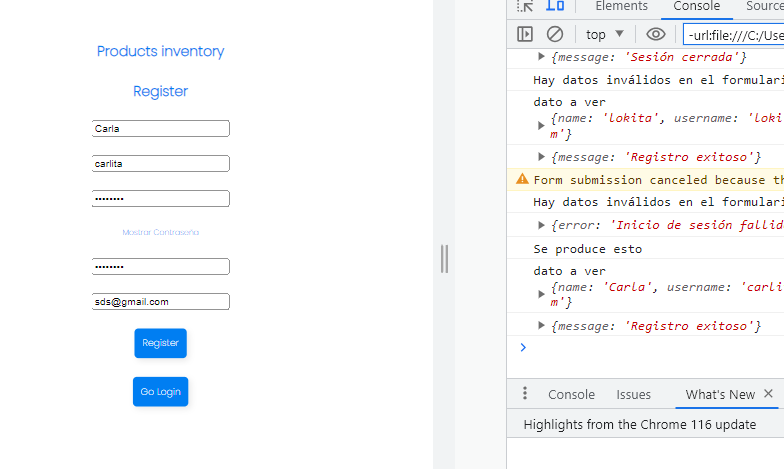 Products inventory
Register
Carla
carlita
••••••••
Mostrar Contraseña
••••••••
sds@gmail.com
Register
Go Login
Elements
Console
Sources
top
-url:file:///C:/Use
{message: 'Sesión cerrada'}
Hay datos inválidos en el formulari
dato a ver
{name: 'lokita', username: 'loki
m'}
{message: 'Registro exitoso'}
Form submission canceled because th
Hay datos inválidos en el formulari
{error: 'Inicio de sesión fallid
Se produce esto
dato a ver
{name: 'Carla', username: 'carli
m'}
{message: 'Registro exitoso'}
Console
Issues
What's New
Highlights from the Chrome 116 update